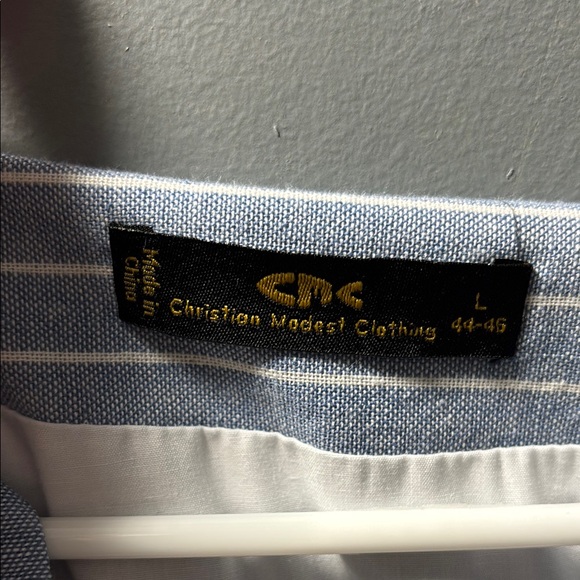 Made in
China
CMC
Christian Modest Clothing
L
44-46